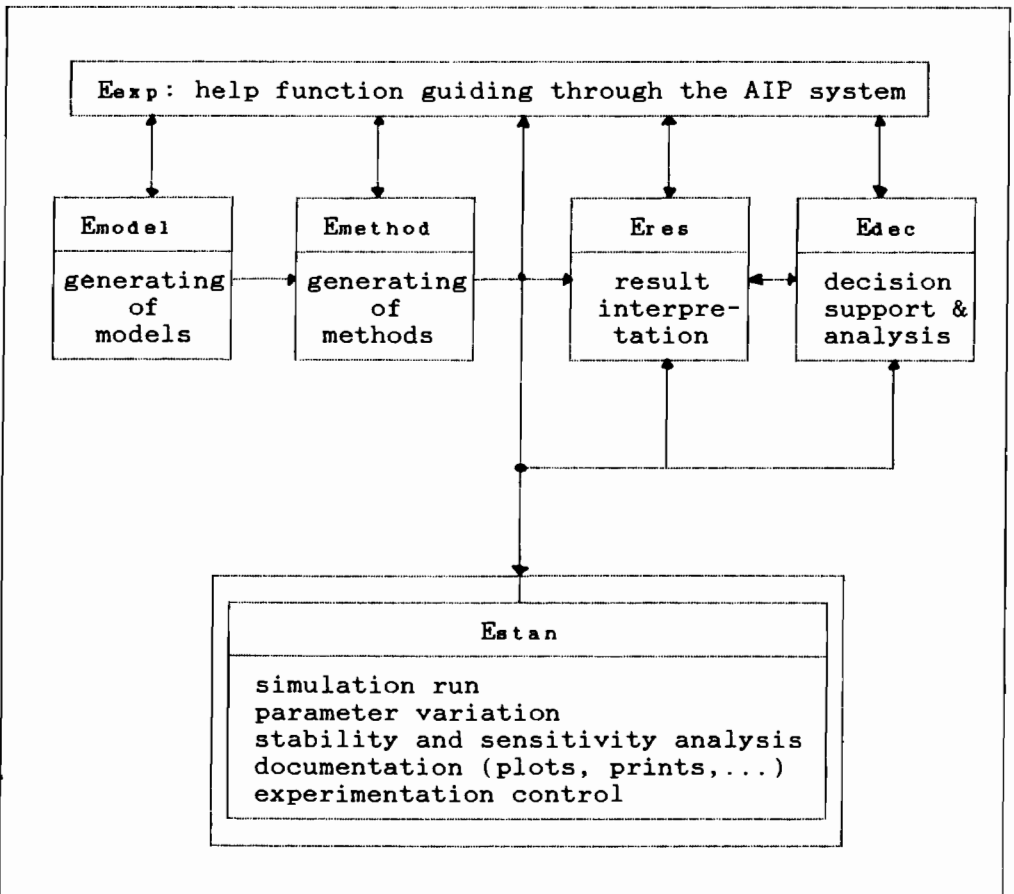 Eexp: help function guiding through the AIP system
Emodel
generating
of
models
Emethod
generating
of
methods
Eres
result
interpre-
tation
Edec
decision
support &
analysis
Estan
simulation run
parameter variation
stability and sensitivity analysis
documentation (plots, prints,...)
experimentation control